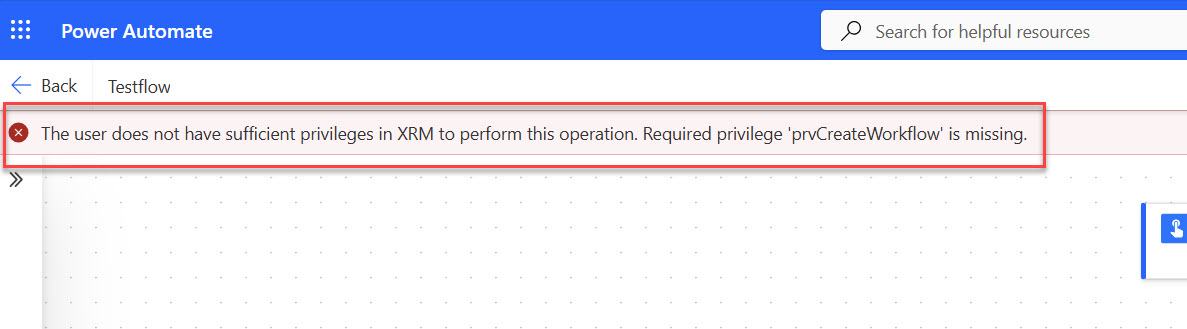 Power Automate
Search for helpful resources
Back
Testflow
The user does not have sufficient privileges in XRM to perform this operation. Required privilege 'prvCreateWorkflow' is missing.